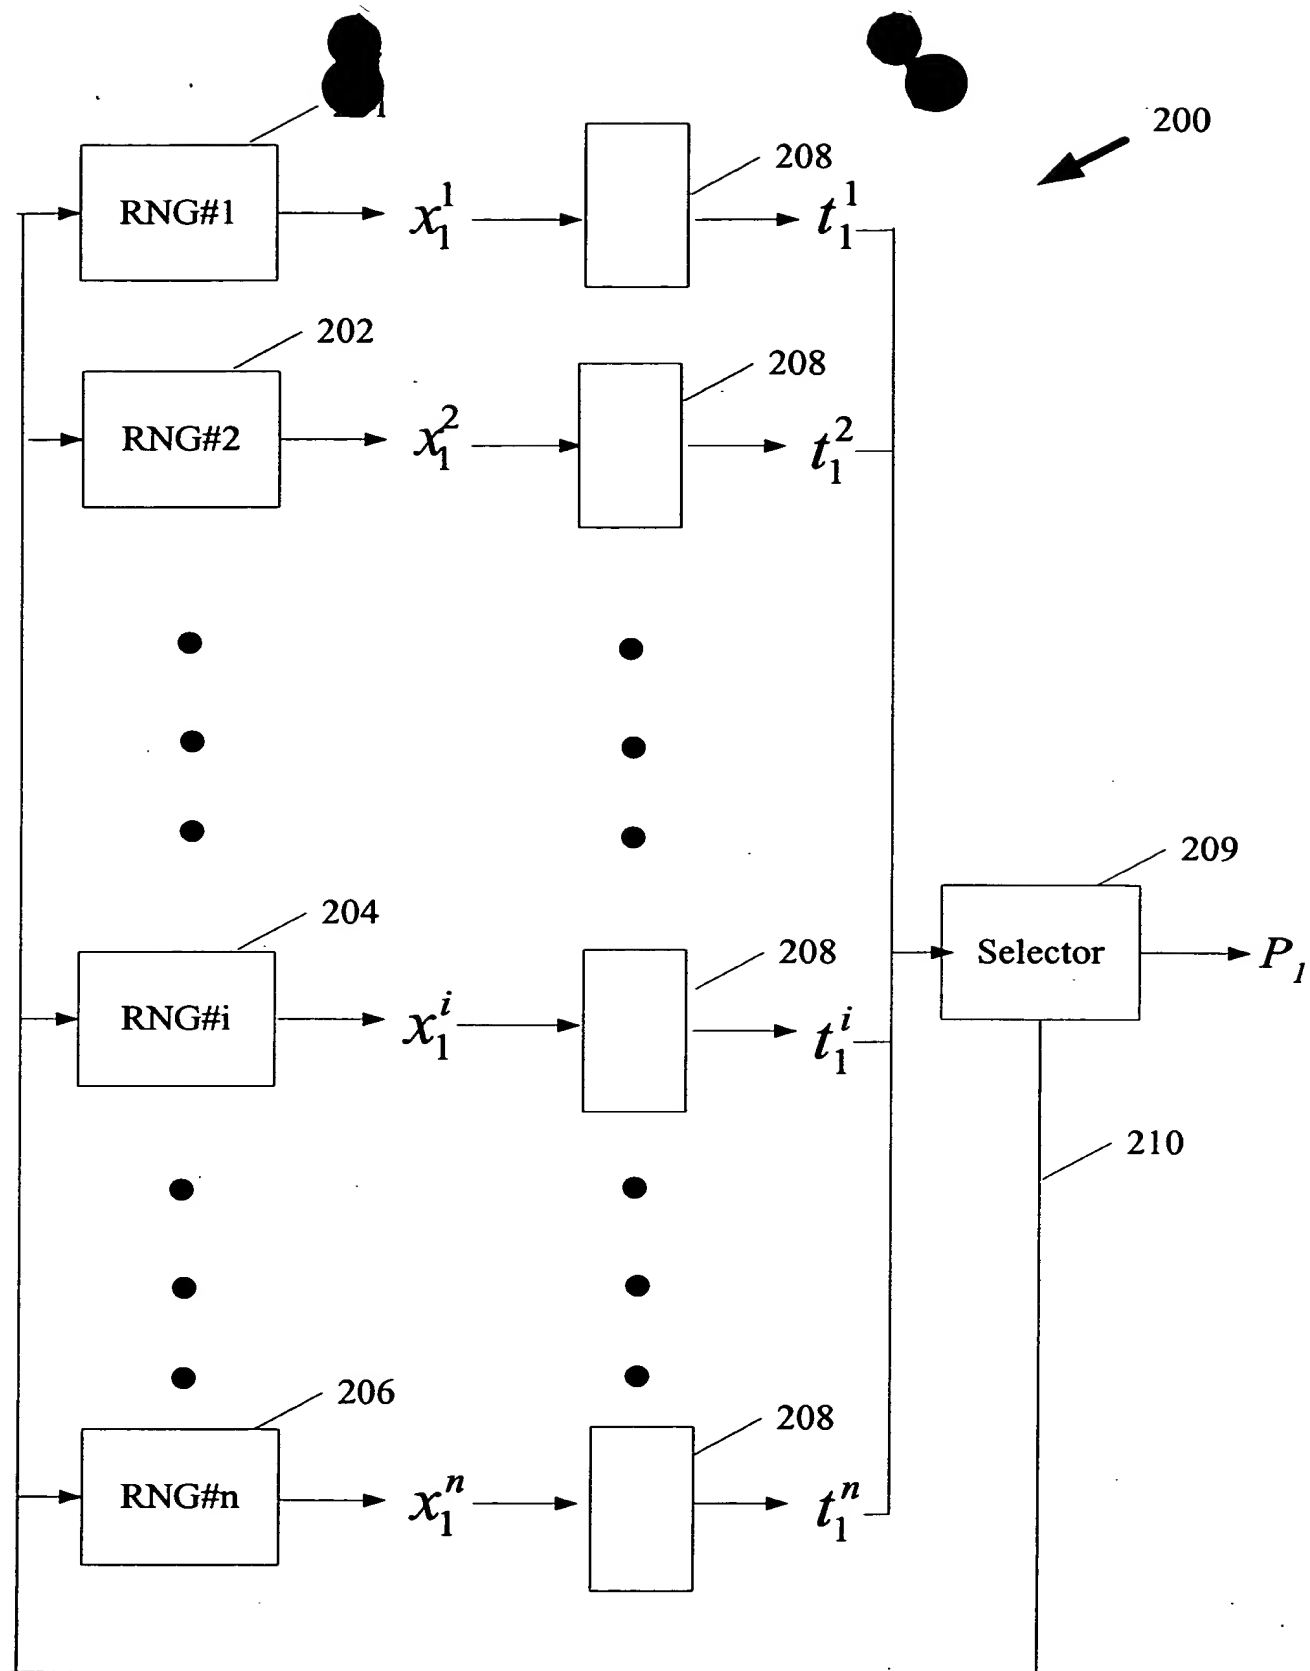 200
208
RNG#1
x₁¹
t₁¹
202
208
RNG#2
x₁²
t₁²
209
204
208
Selector
P₁
RNG#i
x₁ⁱ
t₁ⁱ
210
206
208
RNG#n
x₁ⁿ
t₁ⁿ